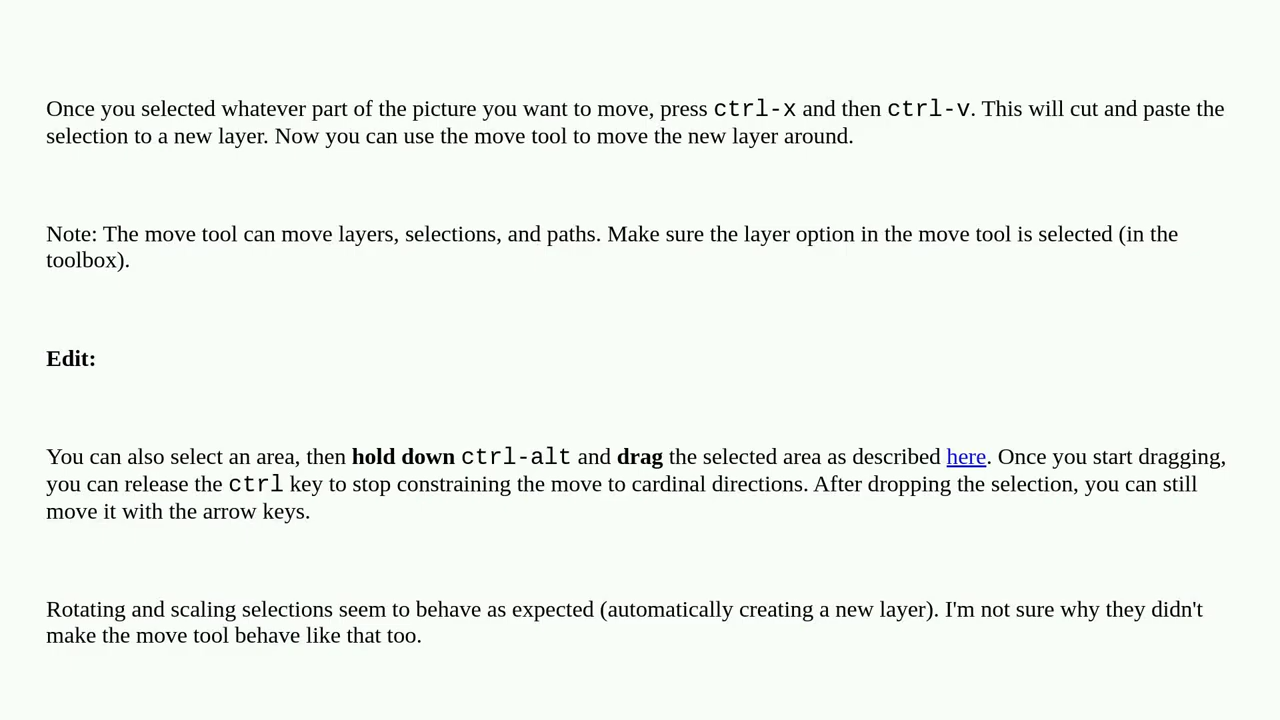 Once you selected whatever part of the picture you want to move, press ctrl-x and then ctrl-v. This will cut and paste the
selection to a new layer. Now you can use the move tool to move the new layer around.
Note: The move tool can move layers, selections, and paths. Make sure the layer option in the move tool is selected (in the
toolbox).
Edit:
You can also select an area, then hold down ctrl-alt and drag the selected area as described here. Once you start dragging,
you can release the ctrl key to stop constraining the move to cardinal directions. After dropping the selection, you can still
move it with the arrow keys.
Rotating and scaling selections seem to behave as expected (automatically creating a new layer). I'm not sure why they didn't
make the move tool behave like that too.